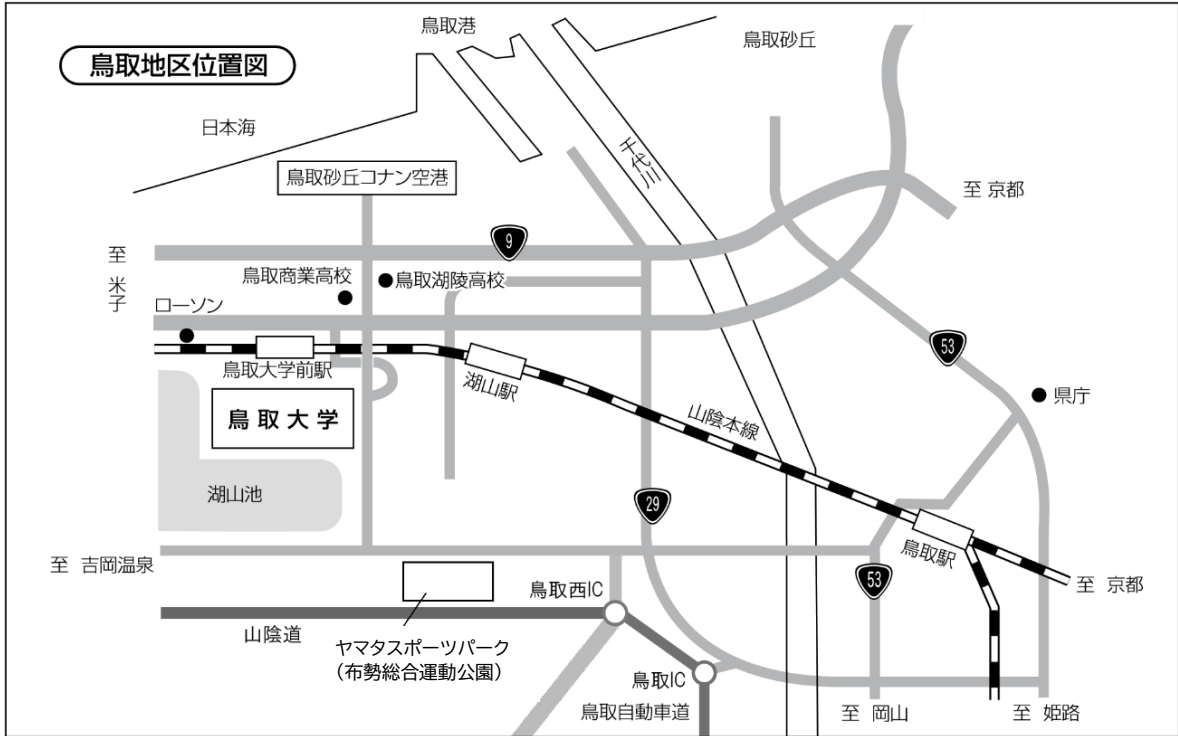 鳥取地区位置図
鳥取港
鳥取砂丘
日本海
千代川
鳥取砂丘コナン空港
至 京都
9
至 米子
鳥取商業高校
鳥取湖陵高校
ローソン
53
鳥取大学前駅
湖山駅
県庁
鳥取大学
山陰本線
湖山池
29
鳥取駅
至 吉岡温泉
53
至 京都
鳥取西IC
山陰道
ヤマタスポーツパーク
（布勢総合運動公園）
鳥取IC
鳥取自動車道
至 岡山
至 姫路